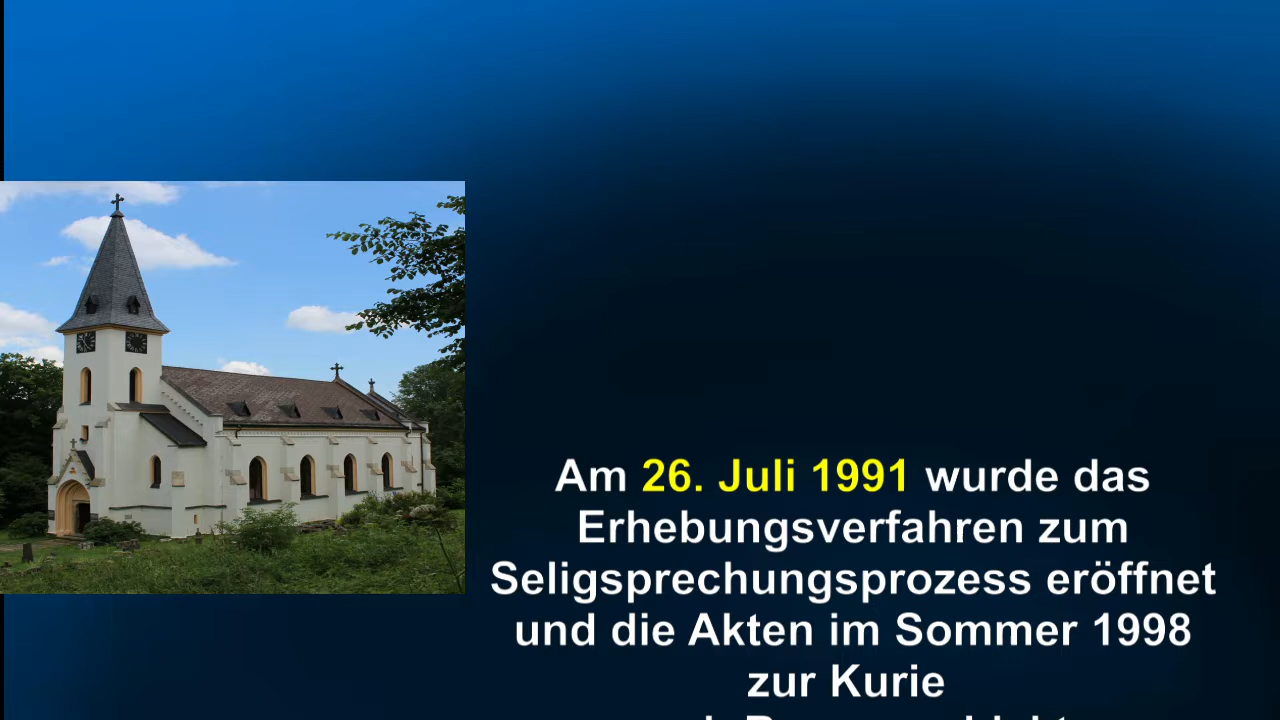 Am 26. Juli 1991 wurde das
Erhebungsverfahren zum
Seligsprechungsprozess eröffnet
und die Akten im Sommer 1998
zur Kurie